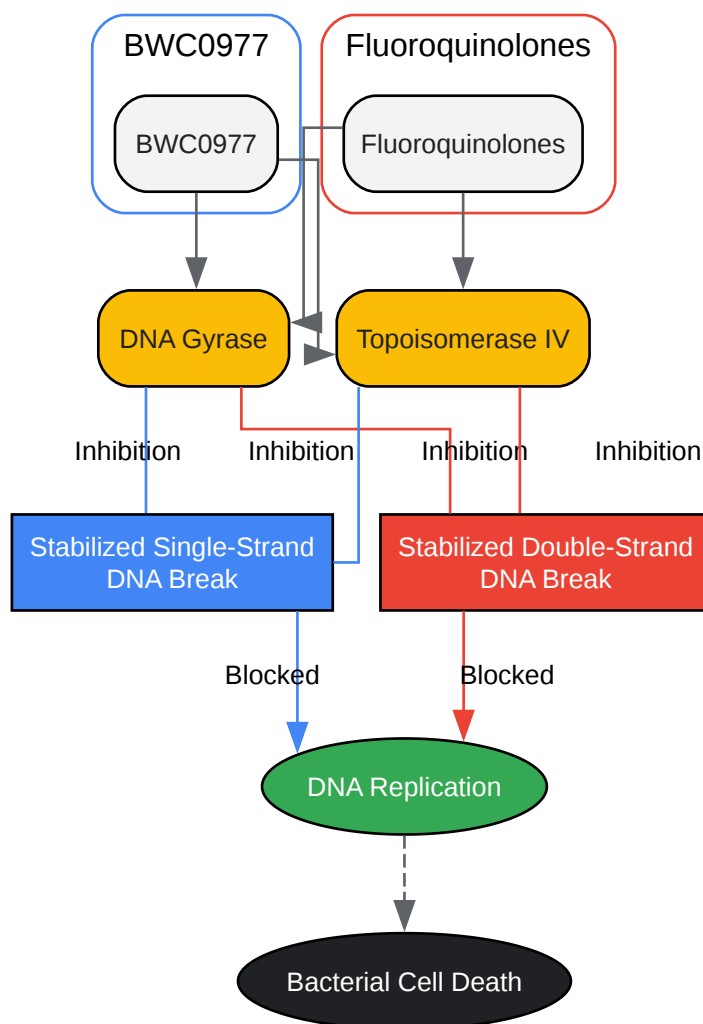 BWC0977
Fluoroquinolones
BWC0977
Fluoroquinolones
DNA Gyrase
Topoisomerase IV
Inhibition
Inhibition
Inhibition
Inhibition
Stabilized Single-Strand
DNA Break
Stabilized Double-Strand
DNA Break
Blocked
Blocked
DNA Replication
Bacterial Cell Death